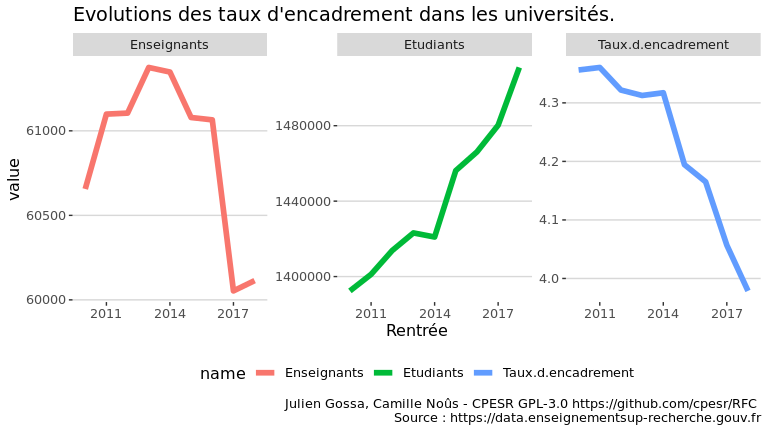 Evolutions des taux d'encadrement dans les universités.
Enseignants
Etudiants
Taux.d.encadrement
value
61000
60500
60000
2011 2014 2017
1480000
1440000
1400000
2011 2014 2017
4.3
4.2
4.1
4.0
2011 2014 2017
Rentrée
name Enseignants Etudiants Taux.d.encadrement
Julien Gossa, Camille Noûs - CPESR GPL-3.0 https://github.com/cpesr/RFC
Source : https://data.enseignementsup-recherche.gouv.fr